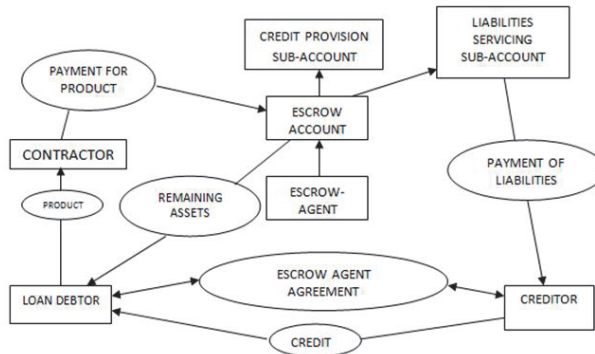 PAYMENT FOR
PRODUCT
CREDIT PROVISION
SUB-ACCOUNT
LIABILITIES
SERVICING
SUB-ACCOUNT
ESCROW
ACCOUNT
CONTRACTOR
PAYMENT OF
LIABILITIES
PRODUCT
REMAINING
ASSETS
ESCROW-
AGENT
LOAN DEBTOR
ESCROW AGENT
AGREEMENT
CREDITOR
CREDIT